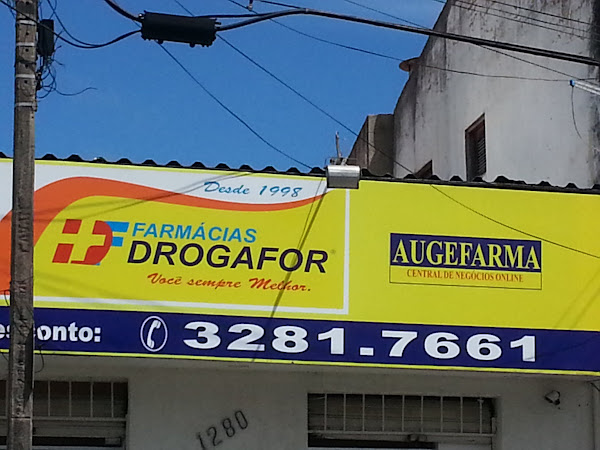 Desde 1998
FARMÁCIAS
DROGAFOR
Você sempre Melhor.
AUGEFARMA
CENTRAL DE NEGÓCIOS ONLINE
esconto: 3281.7661
1280